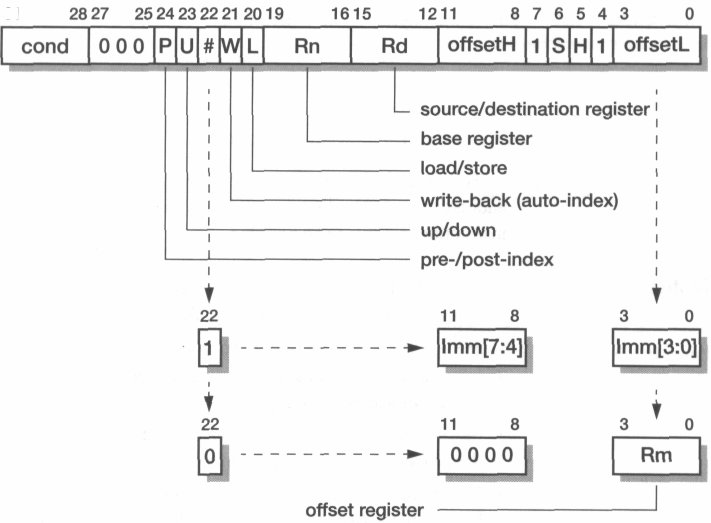 28 27 25 24 23 22 21 20 19 16 15 12 11 8 7 6 5 4 3 0
cond 0 0 0 P U # W L Rn Rd offsetH 1 S H 1 offsetL
source/destination register
base register
load/store
write-back (auto-index)
up/down
pre-/post-index
22 11 8 3 0
1 Imm[7:4] Imm[3:0]
22 11 8 3 0
0 0 0 0 0 Rm
offset register